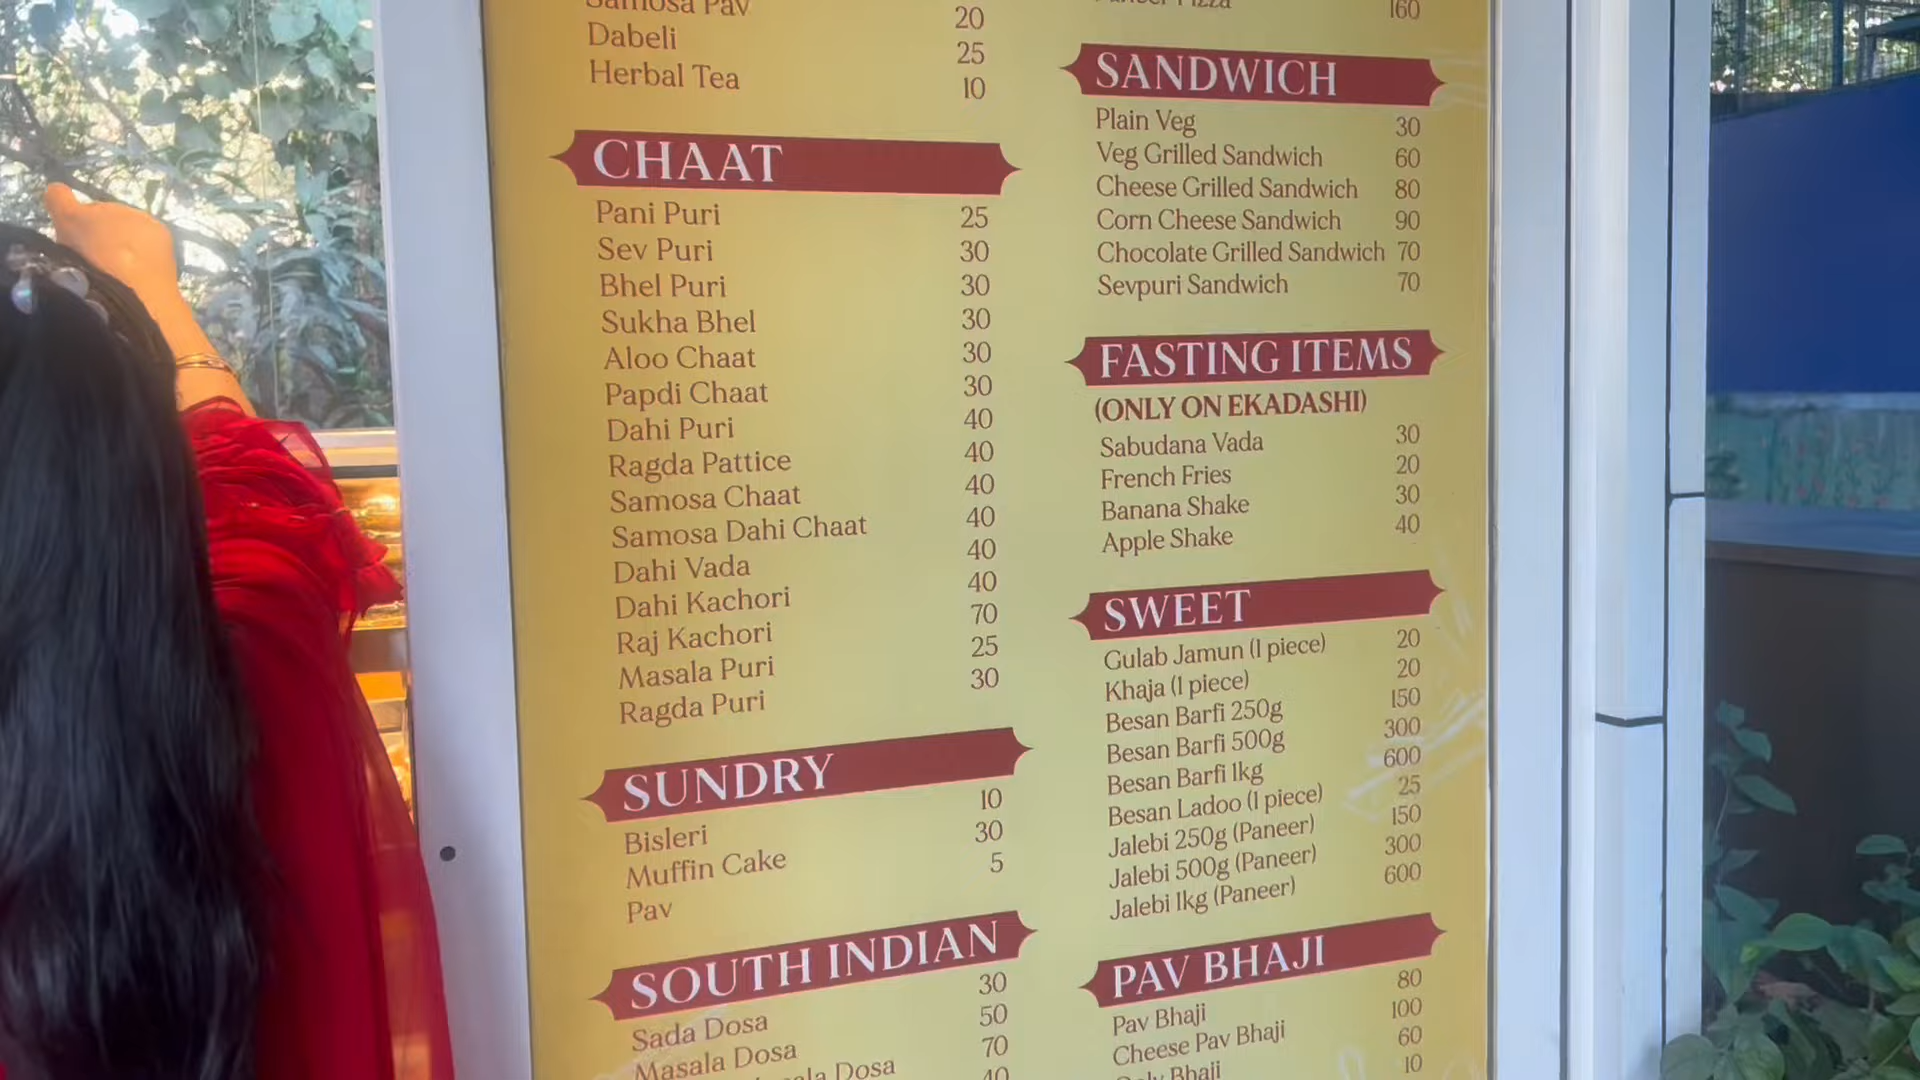 Samosa Pav 20
Dabeli 25
Herbal Tea 10
CHAAT
Pani Puri 25
Sev Puri 30
Bhel Puri 30
Sukha Bhel 30
Aloo Chaat 30
Papdi Chaat 30
Dahi Puri 40
Ragda Pattice 40
Samosa Chaat 40
Samosa Dahi Chaat 40
Dahi Vada 40
Dahi Kachori 40
Raj Kachori 70
Masala Puri 25
Ragda Puri 30
SUNDRY
Bisleri 10
Muffin Cake 30
Pav 5
SOUTH INDIAN
Sada Dosa 30
Masala Dosa 50
Dosa 70
40
Pizza 160
SANDWICH
Plain Veg 30
Veg Grilled Sandwich 60
Cheese Grilled Sandwich 80
Corn Cheese Sandwich 90
Chocolate Grilled Sandwich 70
Sevpuri Sandwich 70
FASTING ITEMS
(ONLY ON EKADASHI)
Sabudana Vada 30
French Fries 20
Banana Shake 30
Apple Shake 40
SWEET
Gulab Jamun (1 piece) 20
Khaja (1 piece) 20
Besan Barfi 250g 150
Besan Barfi 500g 300
Besan Barfi 1kg 600
Besan Ladoo (1 piece) 25
Jalebi 250g (Paneer) 150
Jalebi 500g (Paneer) 300
Jalebi 1kg (Paneer) 600
PAV BHAJI
Pav Bhaji 80
Cheese Pav Bhaji 100
Bhaji 60
10